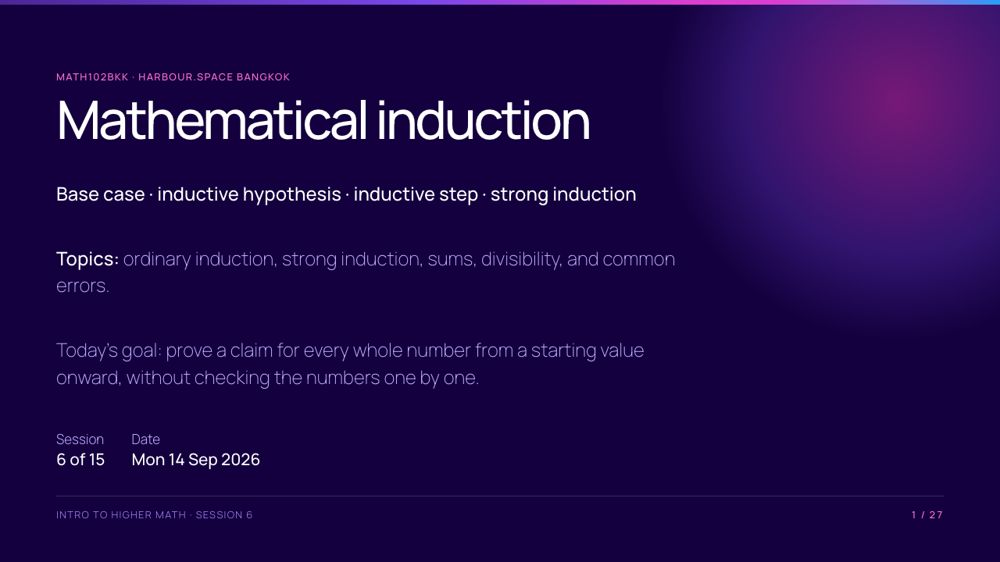 MATH102BKK · HARBOUR.SPACE BANGKOK
Mathematical induction
Base case · inductive hypothesis · inductive step · strong induction
Topics: ordinary induction, strong induction, sums, divisibility, and common
errors.
Today's goal: prove a claim for every whole number from a starting value
onward, without checking the numbers one by one.
Session Date
6 of 15 Mon 14 Sep 2026
INTRO TO HIGHER MATH · SESSION 6 1 / 27